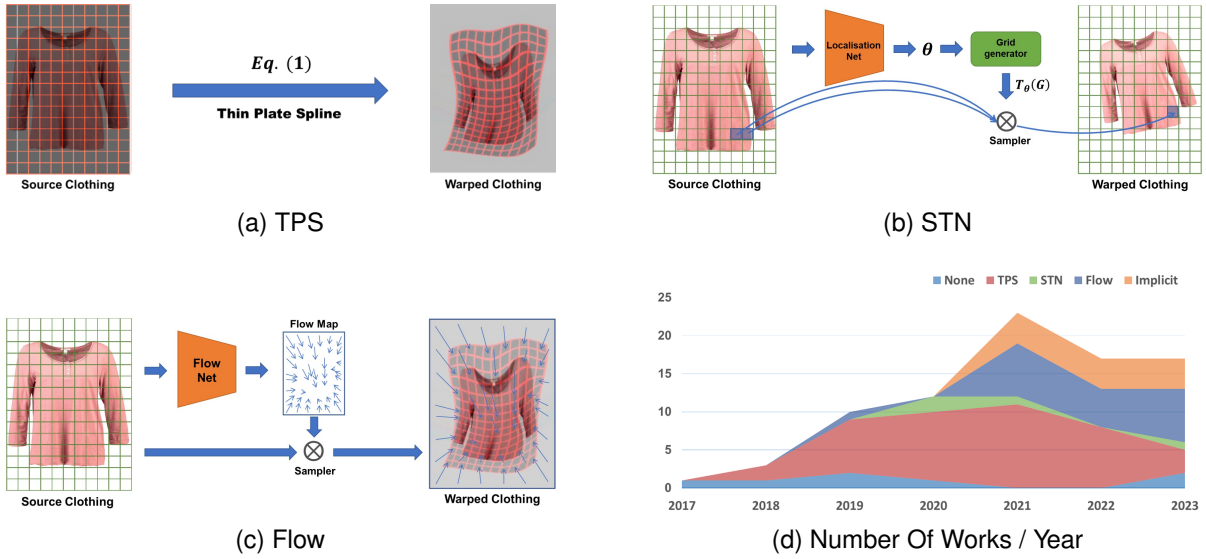 Eq. (1)
Thin Plate Spline
Source Clothing
Warped Clothing
(a) TPS
Localisation
Net
θ
Grid
generator
T_θ(G)
Sampler
Source Clothing
Warped Clothing
(b) STN
Flow
Net
Flow Map
Sampler
Source Clothing
Warped Clothing
(c) Flow
None TPS STN Flow Implicit
25
20
15
10
5
0
2017 2018 2019 2020 2021 2022 2023
(d) Number Of Works / Year